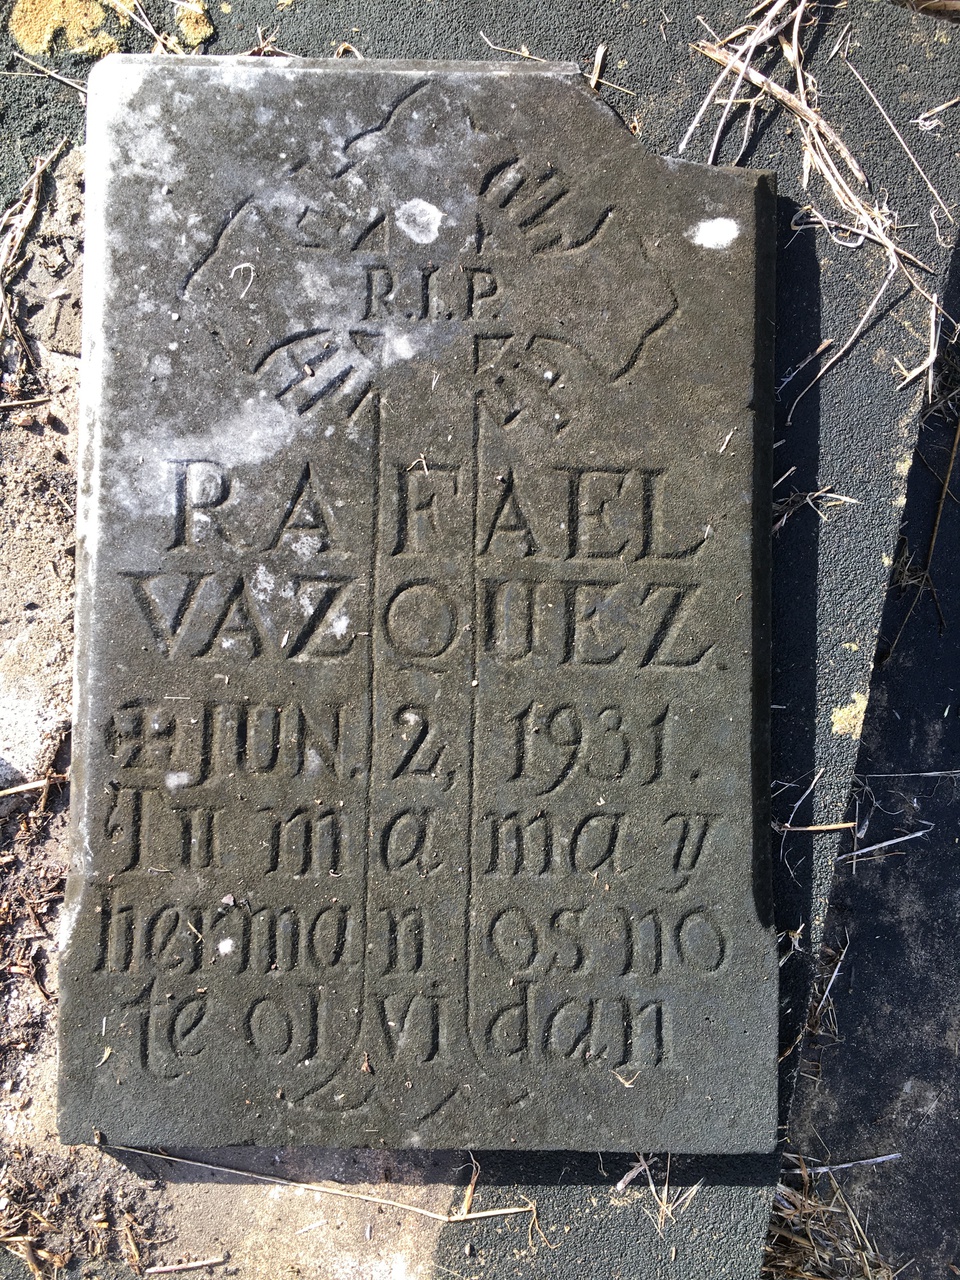 R.I.P.
RAFAEL
VAZQUEZ.
✠ JUN. 2, 1931.
Tu mama y
hermanos no
te olvidan